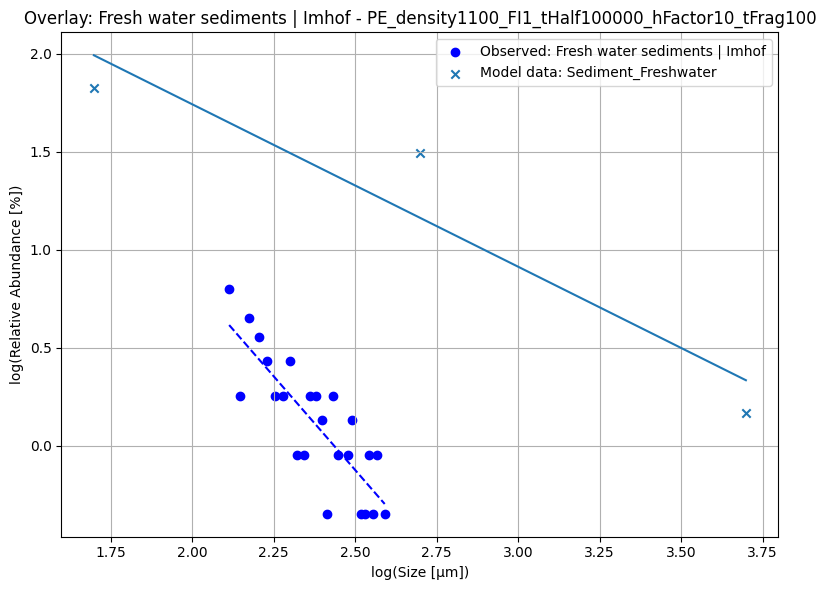 Overlay: Fresh water sediments | Imhof - PE_density1100_FI1_tHalf100000_hFactor10_tFrag100
Observed: Fresh water sediments | Imhof
Model data: Sediment_Freshwater
log(Relative Abundance [%])
2.0
1.5
1.0
0.5
0.0
1.75 2.00 2.25 2.50 2.75 3.00 3.25 3.50 3.75
log(Size [µm])